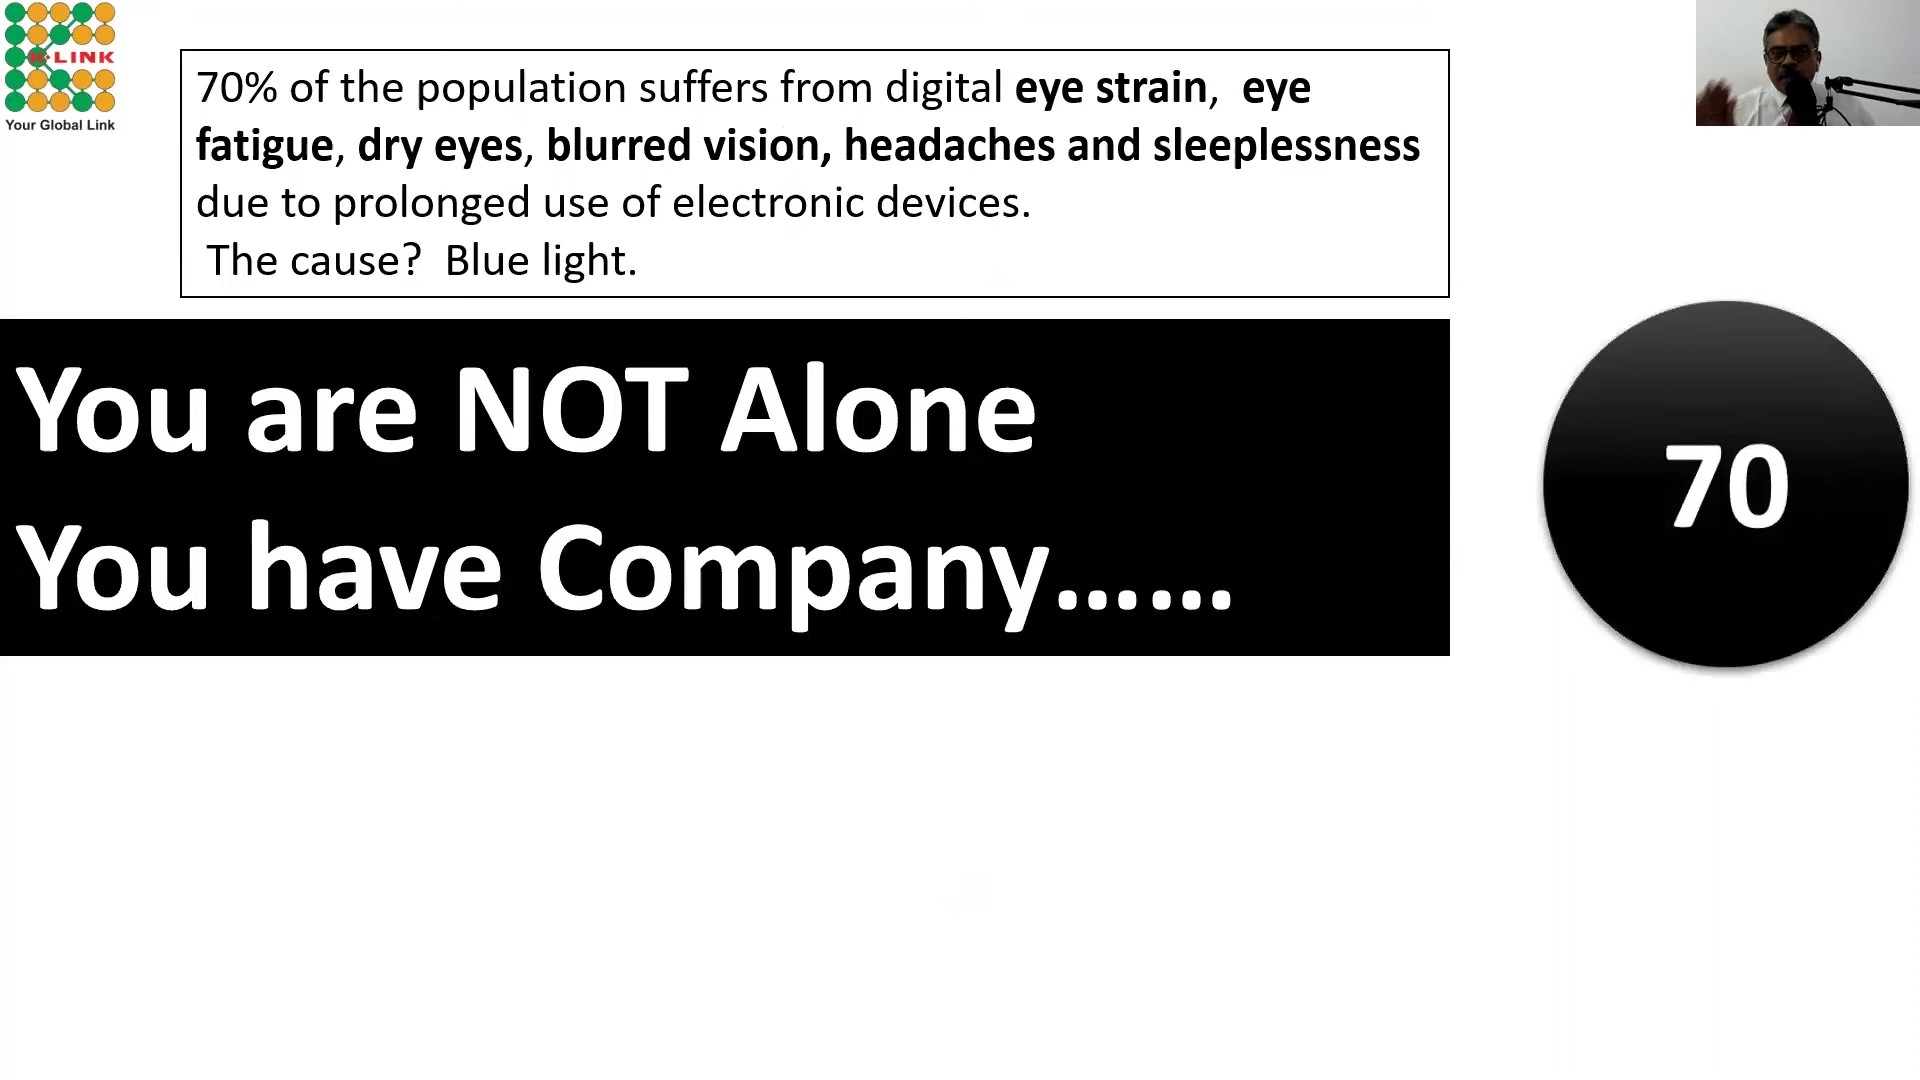 K-LINK
Your Global Link
70% of the population suffers from digital eye strain,  eye
fatigue, dry eyes, blurred vision, headaches and sleeplessness
due to prolonged use of electronic devices.
The cause?  Blue light.
You are NOT Alone
You have Company……
70